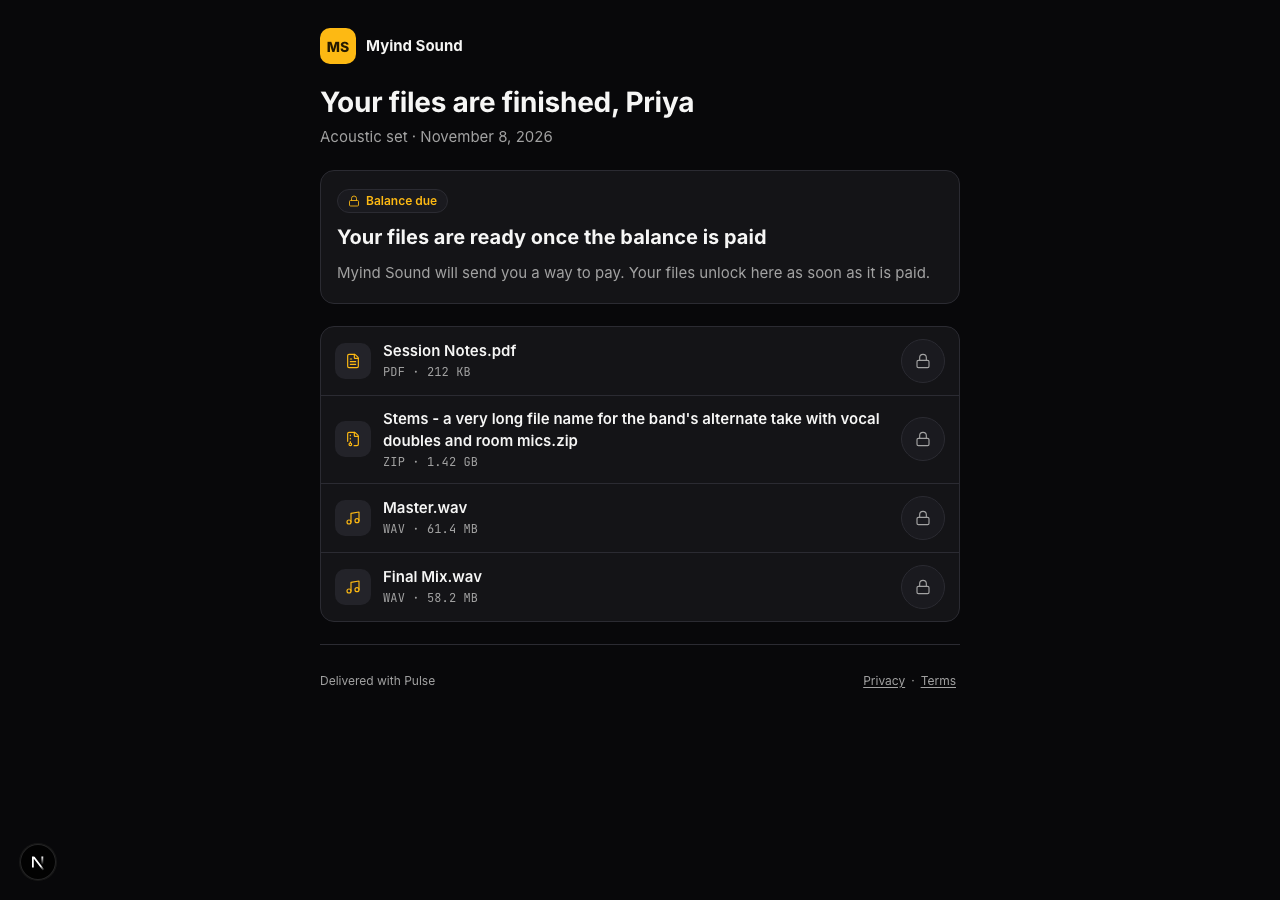 MS
Myind Sound
Your files are finished, Priya
Acoustic set · November 8, 2026
Balance due
Your files are ready once the balance is paid
Myind Sound will send you a way to pay. Your files unlock here as soon as it is paid.
Session Notes.pdf
PDF · 212 KB
Stems - a very long file name for the band's alternate take with vocal
doubles and room mics.zip
ZIP · 1.42 GB
Master.wav
WAV · 61.4 MB
Final Mix.wav
WAV · 58.2 MB
Delivered with Pulse
Privacy · Terms
N